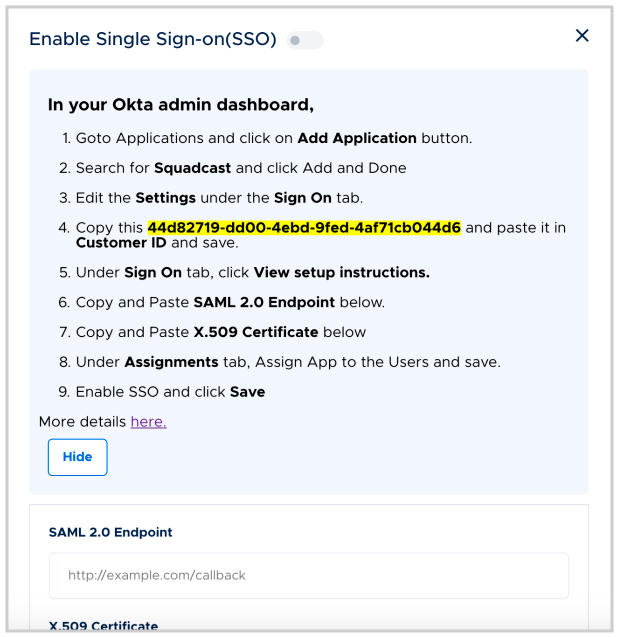 Enable Single Sign-on(SSO)
In your Okta admin dashboard,
1. Goto Applications and click on Add Application button.
2. Search for Squadcast and click Add and Done
3. Edit the Settings under the Sign On tab.
4. Copy this 44d82719-dd00-4ebd-9fed-4af71cb044d6 and paste it in
Customer ID and save.
5. Under Sign On tab, click View setup instructions.
6. Copy and Paste SAML 2.0 Endpoint below.
7. Copy and Paste X.509 Certificate below
8. Under Assignments tab, Assign App to the Users and save.
9. Enable SSO and click Save
More details here.
Hide
SAML 2.0 Endpoint
http://example.com/callback
X.509 Certificate